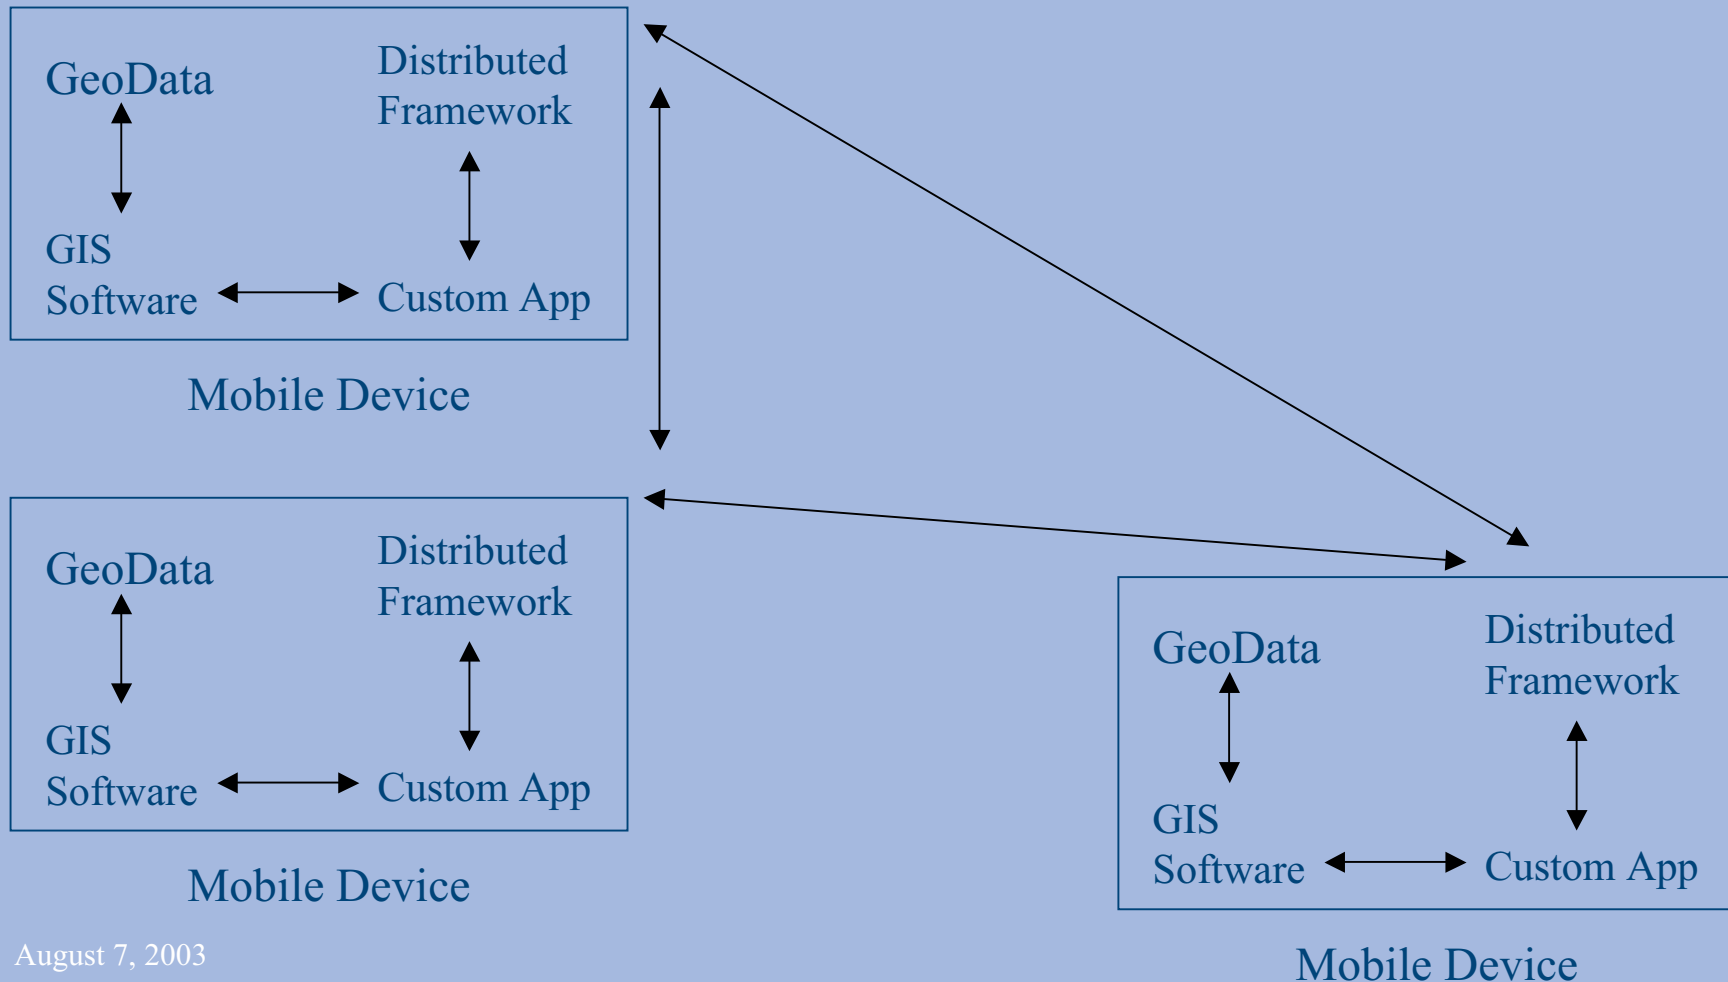 GeoData
Distributed
Framework
GIS
Software
Custom App
Mobile Device
GeoData
Distributed
Framework
GIS
Software
Custom App
Mobile Device
GeoData
Distributed
Framework
GIS
Software
Custom App
Mobile Device
August 7, 2003